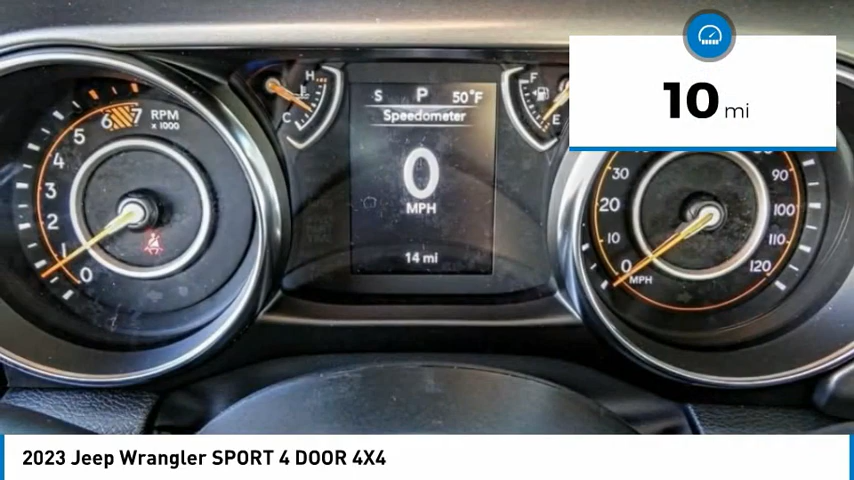 10 mi
H
C
F
E
S P 50°F
Speedometer
0
MPH
14 mi
RPM
x 1000
0
1
2
3
4
5
6
7
0
10
20
30
90
100
110
120
MPH
2023 Jeep Wrangler SPORT 4 DOOR 4X4